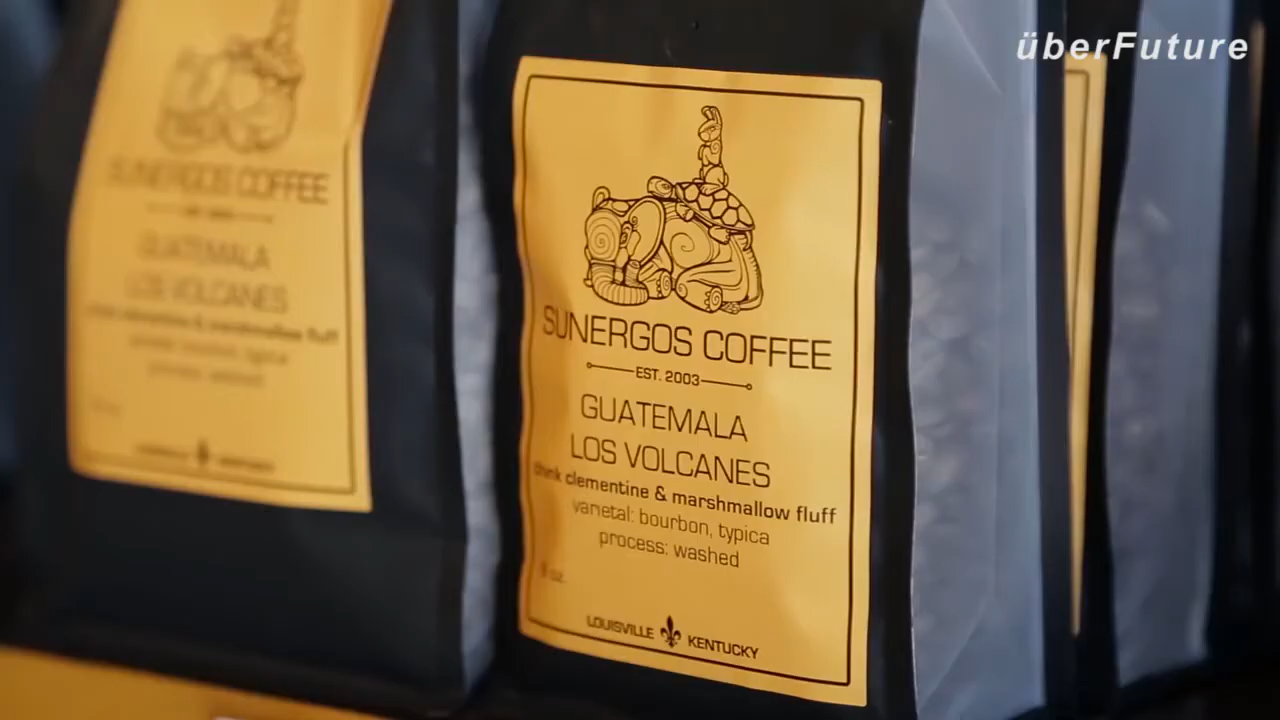 überFuture
SUNERGOS COFFEE
GUATEMALA
LOS VOLCANES
SUNERGOS COFFEE
EST. 2003
GUATEMALA
LOS VOLCANES
think clementine & marshmallow fluff
varietal: bourbon, typica
process: washed
oz.
LOUISVILLE KENTUCKY